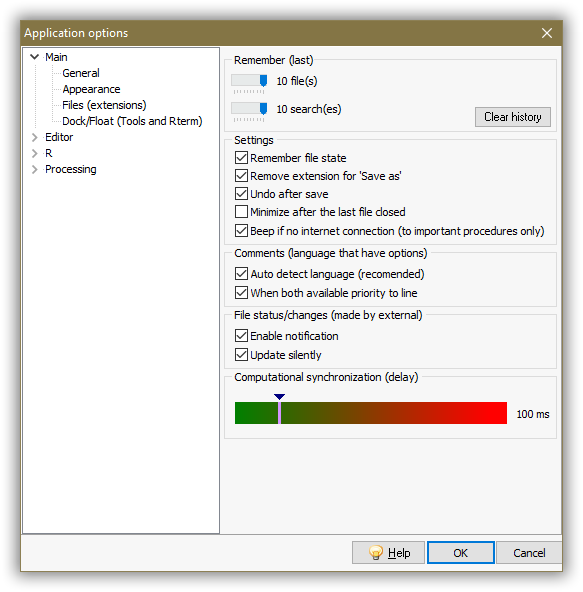 Application options
Main
General
Appearance
Files (extensions)
Dock/Float (Tools and Rterm)
Editor
R
Processing
Remember (last)
10 file(s)
10 search(es)
Clear history
Settings
Remember file state
Remove extension for 'Save as'
Undo after save
Minimize after the last file closed
Beep if no internet connection (to important procedures only)
Comments (language that have options)
Auto detect language (recomended)
When both available priority to line
File status/changes (made by external)
Enable notification
Update silently
Computational synchronization (delay)
100 ms
Help OK Cancel